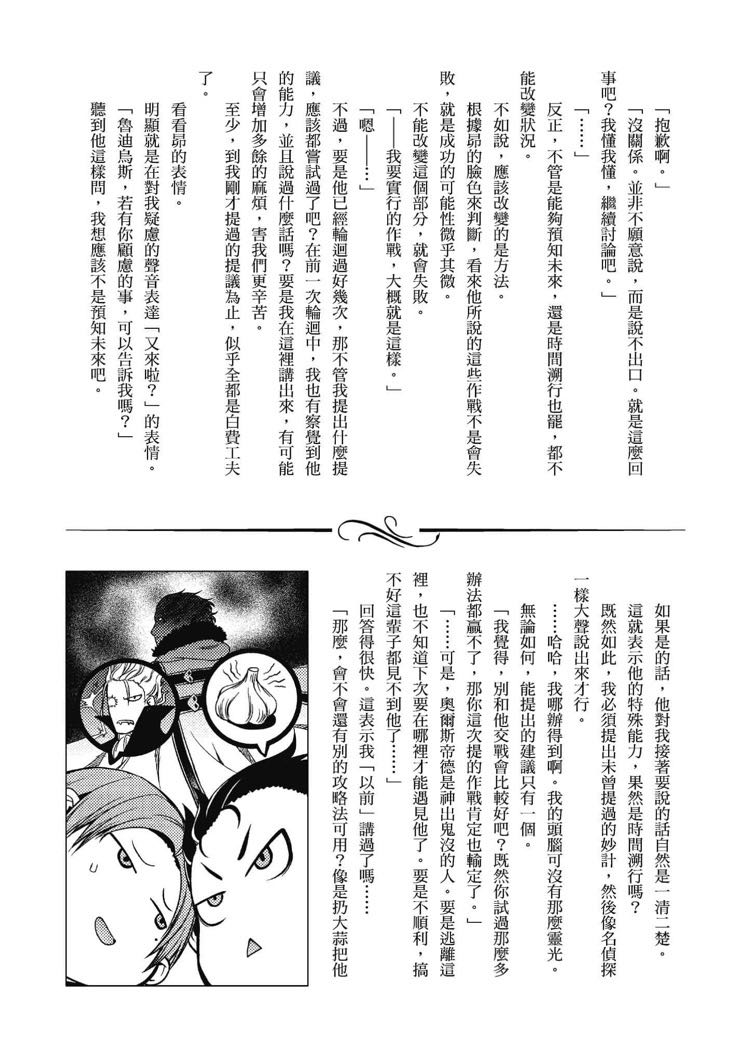 「抱歉啊。」
「沒關係。並非不願意說，而是說不出口。就是這麼回
事吧？我懂我懂，繼續討論吧。」
「……」
反正，不管是能夠預知未來，還是時間溯行也罷，都不
能改變狀況。
不如說，應該改變的是方法。
根據昴的臉色來判斷，看來他所說的這些作戰不是會失
敗，就是成功的可能性微乎其微。
不能改變這個部分，就會失敗。
「——我要實行的作戰，大概就是這樣。」
「嗯——…」
不過，要是他已經輪迴過好幾次，那不管我提出什麼提
議，應該都嘗試過了吧？在前一次輪迴中，我也有察覺到他
的能力，並且說過什麼話嗎？要是我在這裡講出來，有可能
只會增加多餘的麻煩，害我們更辛苦。
至少，到我剛才提過的提議為止，似乎全都是白費工夫
了。
看看昴的表情。
明顯就是在對我疑慮的聲音表達「又來啦？」的表情。
「魯迪烏斯，若有你顧慮的事，可以告訴我嗎？」
聽到他這樣問，我想應該不是預知未來吧。
如果是的話，他對我接著要說的話自然是一清二楚。
這就表示他的特殊能力，果然是時間溯行嗎？
既然如此，我必須提出未曾提過的妙計，然後像名偵探
一樣大聲說出來才行。
……哈哈，我哪辦得到啊。我的頭腦可沒有那麼靈光。
無論如何，能提出的建議只有一個。
「我覺得，別和他交戰會比較好吧？既然你試過那麼多
辦法都贏不了，那你這次提的作戰肯定也輸定了。」
「……可是，奧爾斯帝德是神出鬼沒的人。要是逃離這
裡，也不知道下次要在哪裡才能遇見他了。要是不順利，搞
不好這輩子都見不到他了……」
回答得很快。這表示我「以前」講過了嗎……
「那麼，會不會還有別的攻略法可用？像是扔大蒜把他